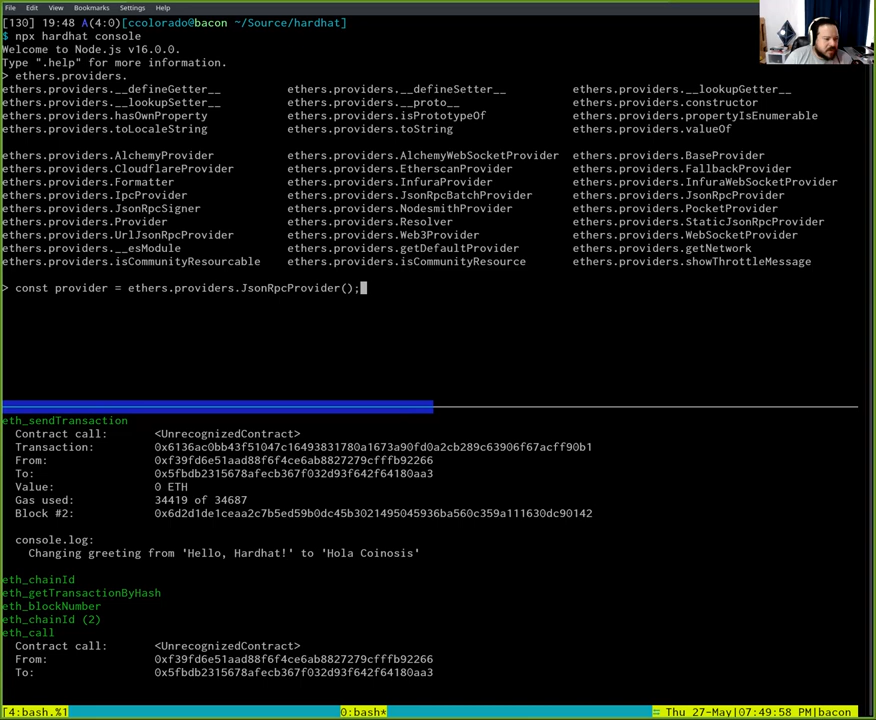 File Edit View Bookmarks Settings Help
[130] 19:48 A(4:0)[ccolorado@bacon ~/Source/hardhat]
$ npx hardhat console
Welcome to Node.js v16.0.0.
Type ".help" for more information.
> ethers.providers.
ethers.providers.__defineGetter__ ethers.providers.__defineSetter__ ethers.providers.__lookupGetter__
ethers.providers.__lookupSetter__ ethers.providers.__proto__ ethers.providers.constructor
ethers.providers.hasOwnProperty ethers.providers.isPrototypeOf ethers.providers.propertyIsEnumerable
ethers.providers.toLocaleString ethers.providers.toString ethers.providers.valueOf
ethers.providers.AlchemyProvider ethers.providers.AlchemyWebSocketProvider ethers.providers.BaseProvider
ethers.providers.CloudflareProvider ethers.providers.EtherscanProvider ethers.providers.FallbackProvider
ethers.providers.Formatter ethers.providers.InfuraProvider ethers.providers.InfuraWebSocketProvider
ethers.providers.IpcProvider ethers.providers.JsonRpcBatchProvider ethers.providers.JsonRpcProvider
ethers.providers.JsonRpcSigner ethers.providers.NodesmithProvider ethers.providers.PocketProvider
ethers.providers.Provider ethers.providers.Resolver ethers.providers.StaticJsonRpcProvider
ethers.providers.UrlJsonRpcProvider ethers.providers.Web3Provider ethers.providers.WebSocketProvider
ethers.providers.__esModule ethers.providers.getDefaultProvider ethers.providers.getNetwork
ethers.providers.isCommunityResourcable ethers.providers.isCommunityResource ethers.providers.showThrottleMessage
> const provider = ethers.providers.JsonRpcProvider();
eth_sendTransaction
Contract call: <UnrecognizedContract>
Transaction: 0x6136ac0bb43f51047c16493831780a1673a90fd0a2cb289c63906f67acff90b1
From: 0xf39fd6e51aad88f6f4ce6ab8827279cfffb92266
To: 0x5fbdb2315678afecb367f032d93f642f64180aa3
Value: 0 ETH
Gas used: 34419 of 34687
Block #2: 0x6d2d1de1ceaa2c7b5ed59b0dc45b3021495045936ba560c359a111630dc90142
console.log:
Changing greeting from 'Hello, Hardhat!' to 'Hola Coinosis'
eth_chainId
eth_getTransactionByHash
eth_blockNumber
eth_chainId (2)
eth_call
Contract call: <UnrecognizedContract>
From: 0xf39fd6e51aad88f6f4ce6ab8827279cfffb92266
To: 0x5fbdb2315678afecb367f032d93f642f64180aa3
[4:bash.%1 0:bash* Thu 27-May|07:49:58 PM|bacon